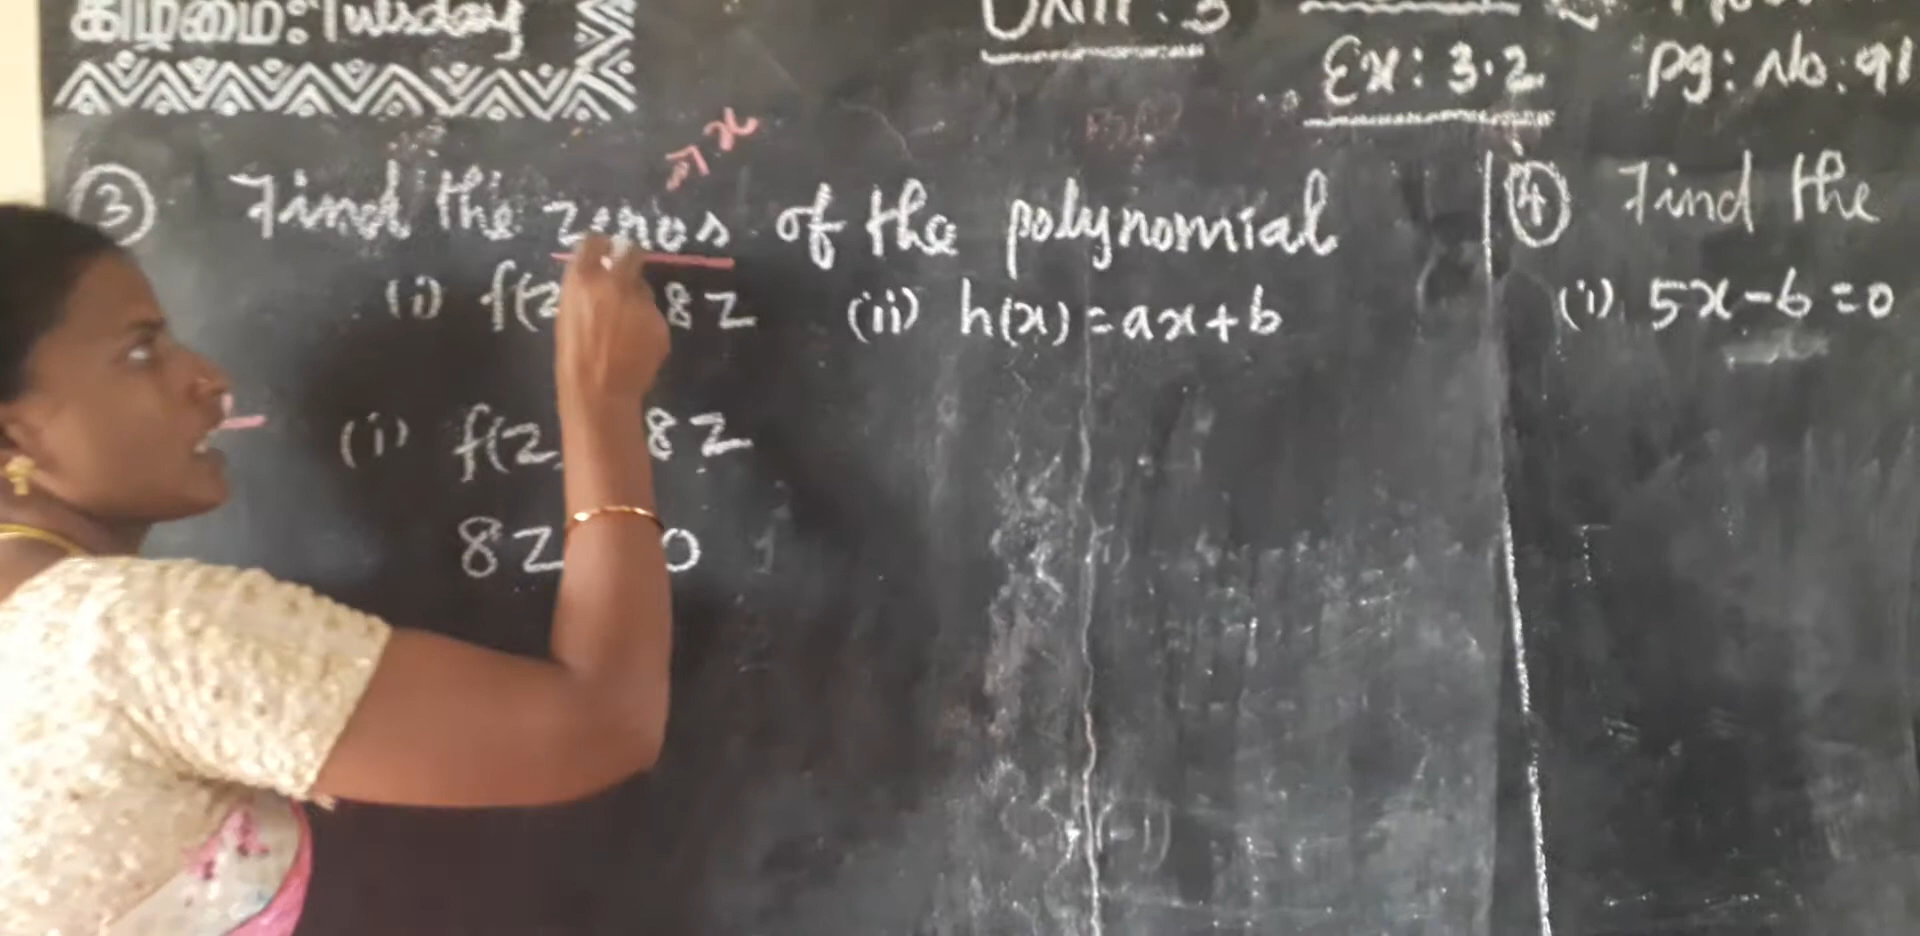 கிழமை: Tuesday
Unit: 3
Ex: 3.2 Pg: No: 91
③ Find the zeros of the polynomial
→ x
(i) f(z 8z (ii) h(x) = ax + b
(i) f(z 8z
8z 0
④ Find the
(i) 5x - 6 = 0